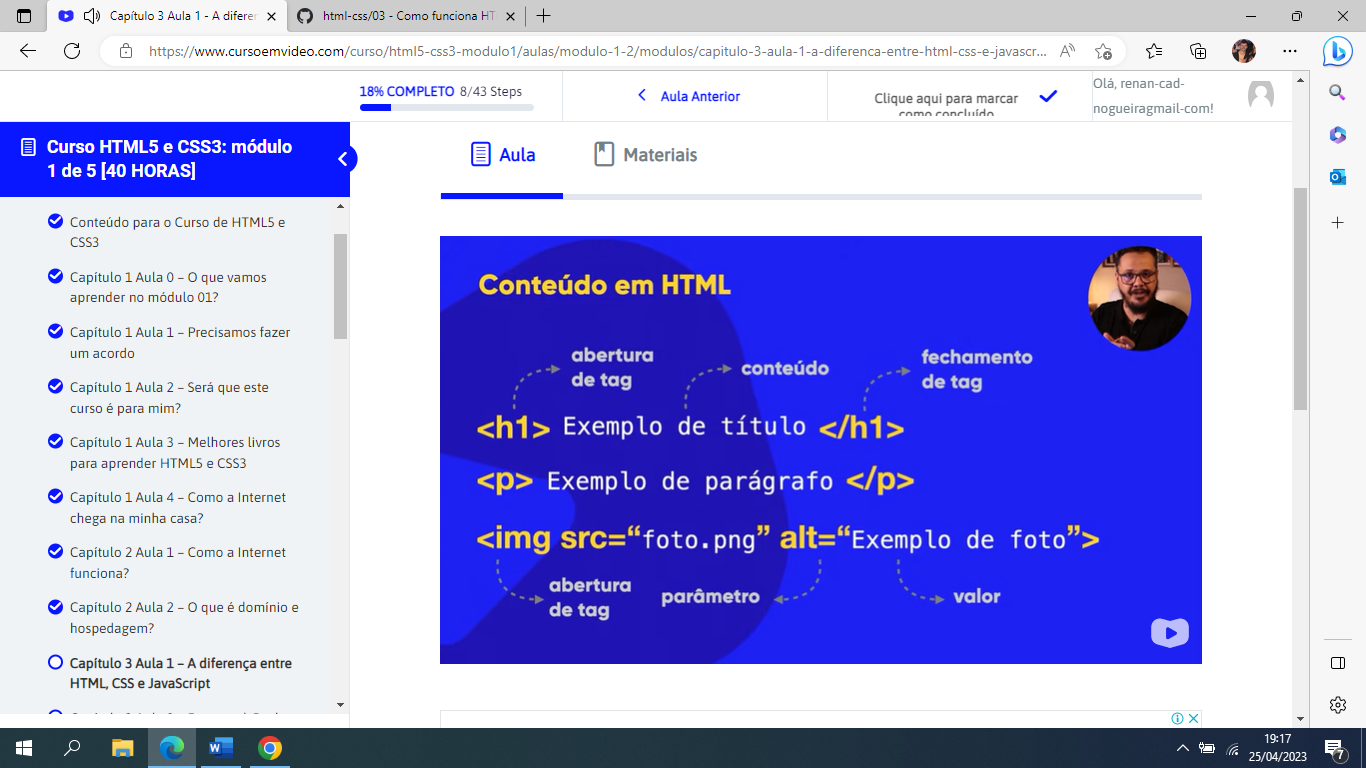 Capítulo 3 Aula 1 - A diferen
html-css/03 - Como funciona HT
https://www.cursoemvideo.com/curso/html5-css3-modulo1/aulas/modulo-1-2/modulos/capitulo-3-aula-1-a-diferenca-entre-html-css-e-javascr...
18% COMPLETO 8/43 Steps
Aula Anterior
Clique aqui para marcar
como concluído
Olá, renan-cad-
nogueiragmail-com!
Curso HTML5 e CSS3: módulo
1 de 5 [40 HORAS]
Conteúdo para o Curso de HTML5 e
CSS3
Capítulo 1 Aula 0 – O que vamos
aprender no módulo 01?
Capítulo 1 Aula 1 – Precisamos fazer
um acordo
Capítulo 1 Aula 2 – Será que este
curso é para mim?
Capítulo 1 Aula 3 – Melhores livros
para aprender HTML5 e CSS3
Capítulo 1 Aula 4 – Como a Internet
chega na minha casa?
Capítulo 2 Aula 1 – Como a Internet
funciona?
Capítulo 2 Aula 2 – O que é domínio e
hospedagem?
Capítulo 3 Aula 1 – A diferença entre
HTML, CSS e JavaScript
Aula
Materiais
Conteúdo em HTML
abertura
de tag
conteúdo
fechamento
de tag
<h1> Exemplo de título </h1>
<p> Exemplo de parágrafo </p>
<img src=“foto.png” alt=“Exemplo de foto”>
abertura
de tag
parâmetro
valor
19:17
25/04/2023
7